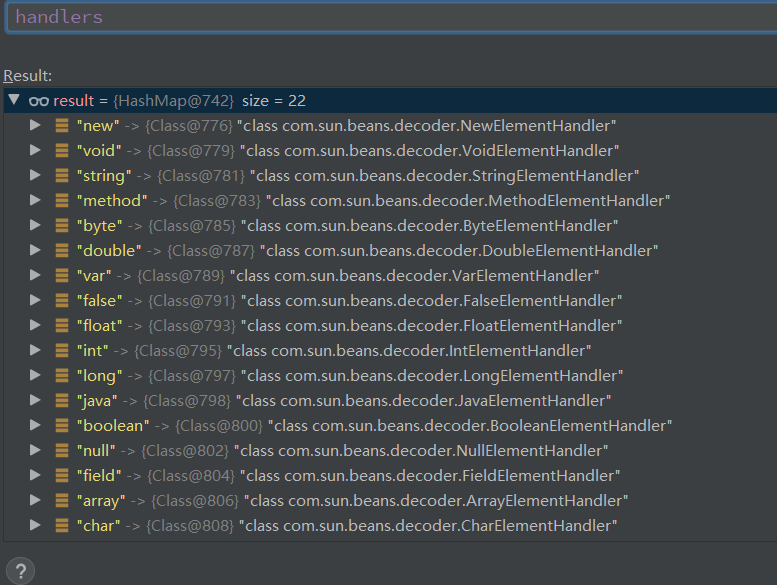 handlers
Result:
result = {HashMap@742} size = 22
"new" -> {Class@776} "class com.sun.beans.decoder.NewElementHandler"
"void" -> {Class@779} "class com.sun.beans.decoder.VoidElementHandler"
"string" -> {Class@781} "class com.sun.beans.decoder.StringElementHandler"
"method" -> {Class@783} "class com.sun.beans.decoder.MethodElementHandler"
"byte" -> {Class@785} "class com.sun.beans.decoder.ByteElementHandler"
"double" -> {Class@787} "class com.sun.beans.decoder.DoubleElementHandler"
"var" -> {Class@789} "class com.sun.beans.decoder.VarElementHandler"
"false" -> {Class@791} "class com.sun.beans.decoder.FalseElementHandler"
"float" -> {Class@793} "class com.sun.beans.decoder.FloatElementHandler"
"int" -> {Class@795} "class com.sun.beans.decoder.IntElementHandler"
"long" -> {Class@797} "class com.sun.beans.decoder.LongElementHandler"
"java" -> {Class@798} "class com.sun.beans.decoder.JavaElementHandler"
"boolean" -> {Class@800} "class com.sun.beans.decoder.BooleanElementHandler"
"null" -> {Class@802} "class com.sun.beans.decoder.NullElementHandler"
"field" -> {Class@804} "class com.sun.beans.decoder.FieldElementHandler"
"array" -> {Class@806} "class com.sun.beans.decoder.ArrayElementHandler"
"char" -> {Class@808} "class com.sun.beans.decoder.CharElementHandler"
?